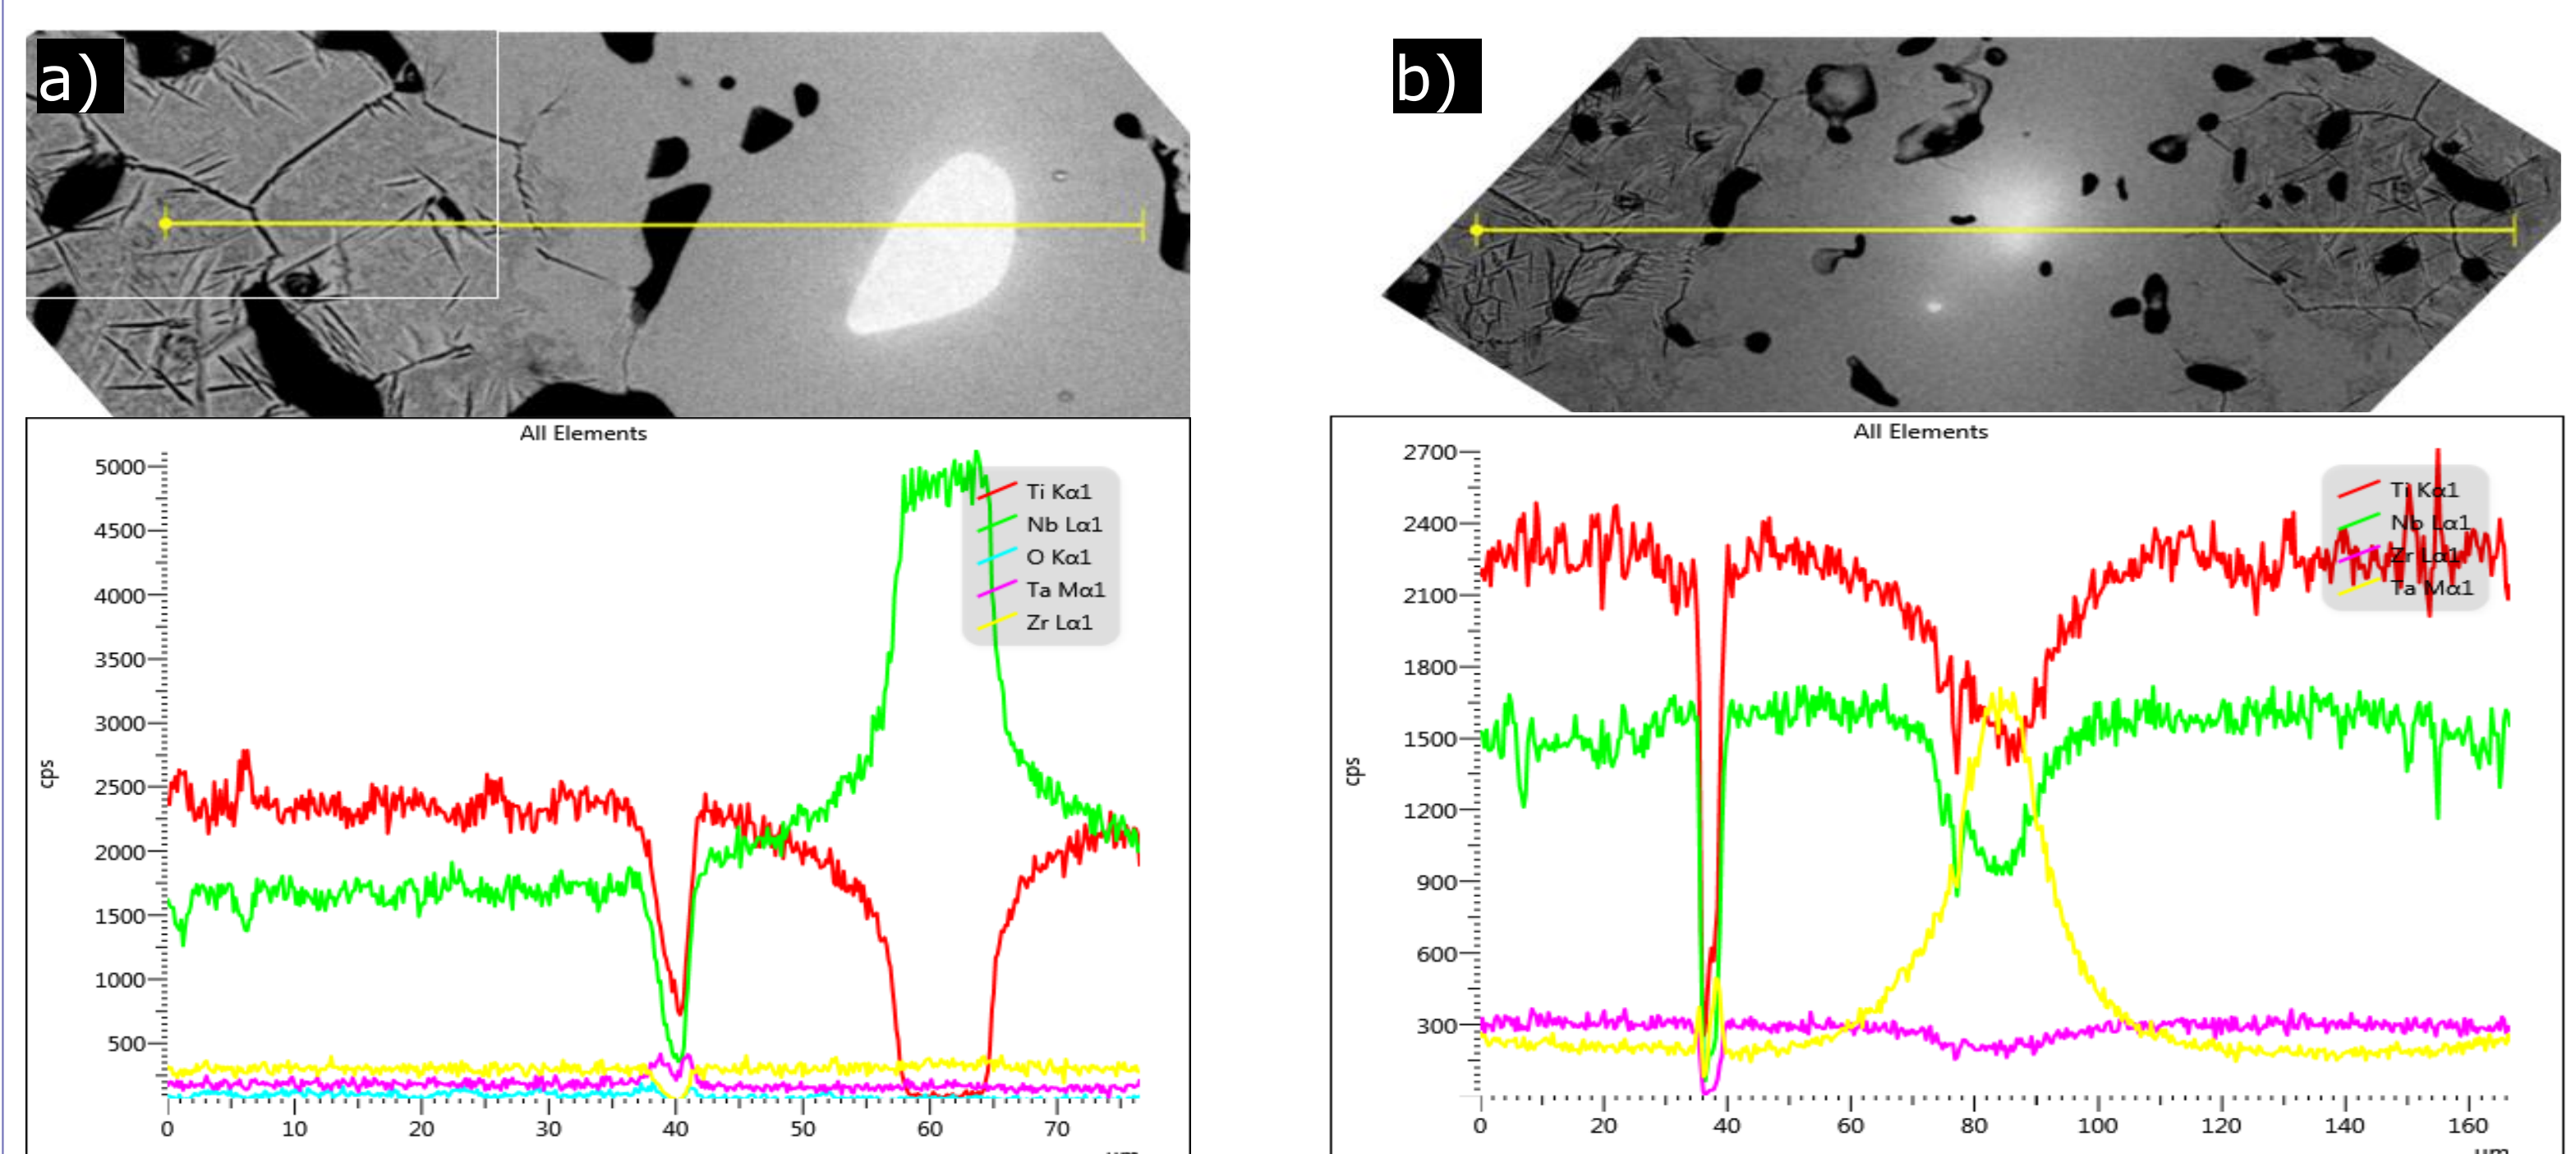 a)
b)
All Elements
5000
4500
4000
3500
3000
2500
2000
1500
1000
500
cps
Ti Kα1
Nb Lα1
O Kα1
Ta Mα1
Zr Lα1
0 10 20 30 40 50 60 70
All Elements
2700
2400
2100
1800
1500
1200
900
600
300
cps
Ti Kα1
Nb Lα1
Zr Lα1
Ta Mα1
0 20 40 60 80 100 120 140 160